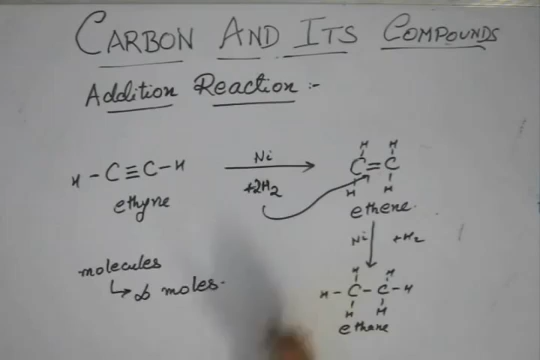 CARBON AND ITS COMPOUNDS
Addition Reaction :-
H - C ≡ C - H
Ni
+2H₂
ethyne
H H
C = C
H H
ethene
Ni +H₂
molecules
↳ moles.
H H
H - C - C - H
H H
ethane